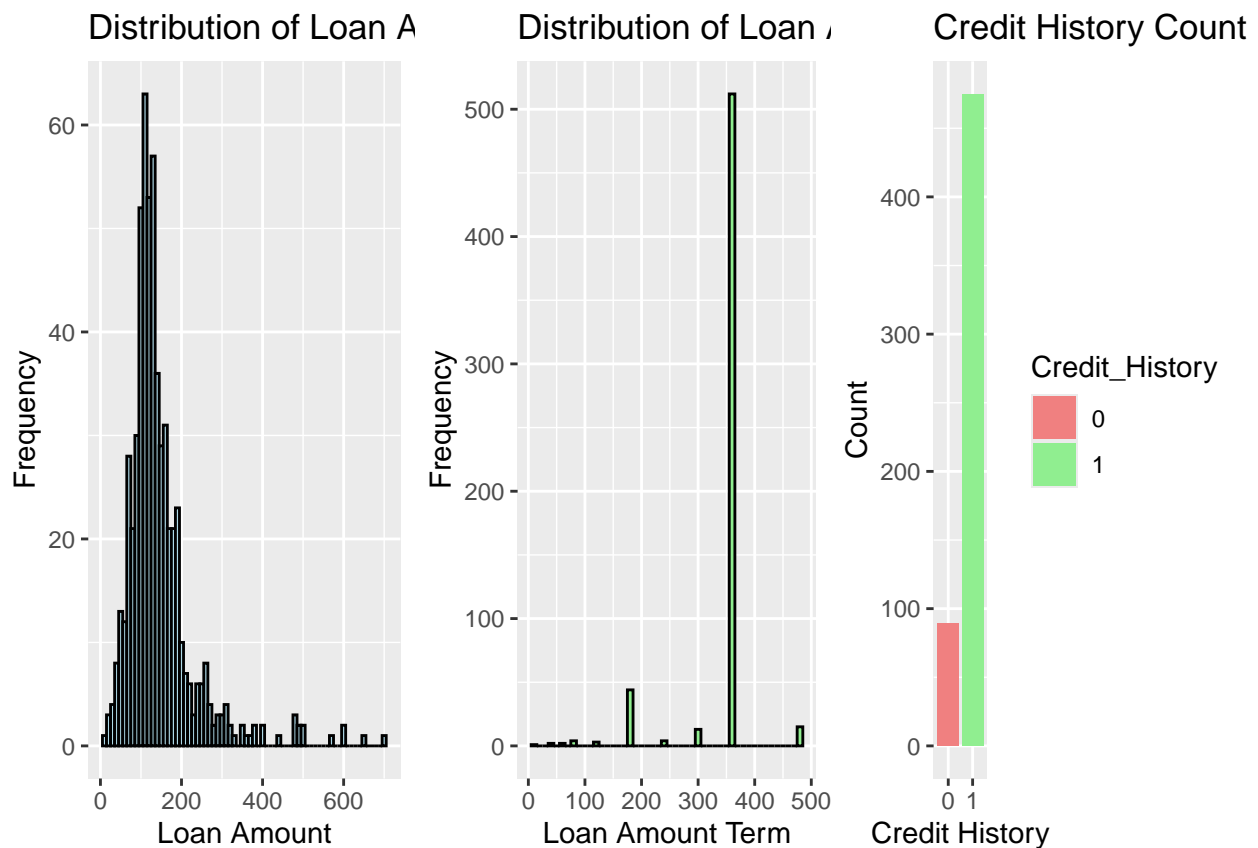 Distribution of Loan A
Frequency
60
40
20
0
0 200 400 600
Loan Amount
Distribution of Loan
Frequency
500
400
300
200
100
0
0 100 200 300 400 500
Loan Amount Term
Credit History Count
Count
400
300
200
100
0
0 1
Credit History
Credit_History
0
1